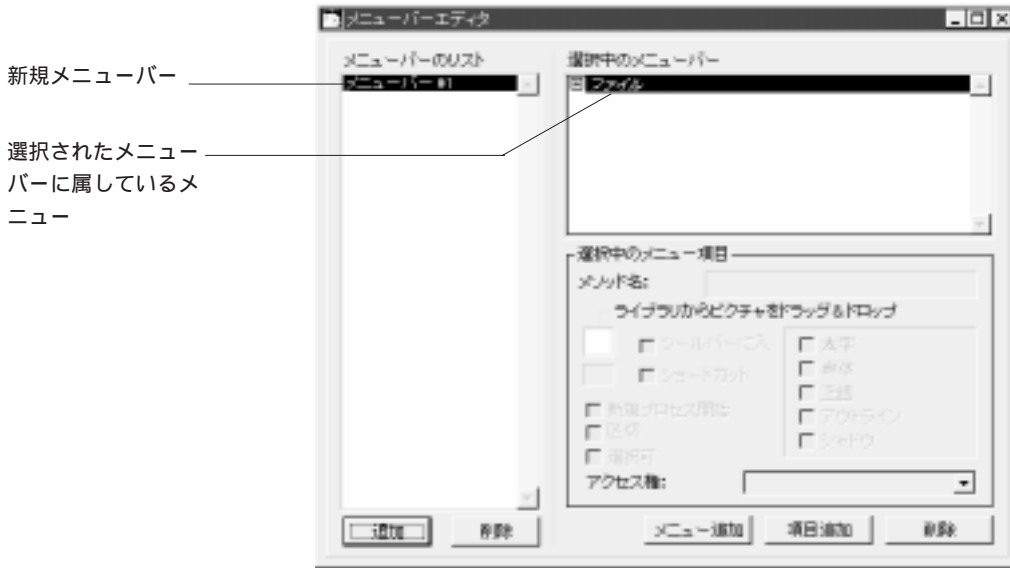 メニューバーエディタ
新規メニューバー
選択されたメニュー
バーに属しているメ
ニュー
メニューバーのリスト
メニューバー #1
選択中のメニューバー
ファイル
選択中のメニュー項目
メソッド名:
ライブラリからピクチャをドラッグ&ドロップ
ツールバーに入
ショートカット
新規プロセス開始
区切
選択可
太字
斜体
下線
アウトライン
シャドウ
アクセス権:
追加
削除
メニュー追加
項目追加
削除